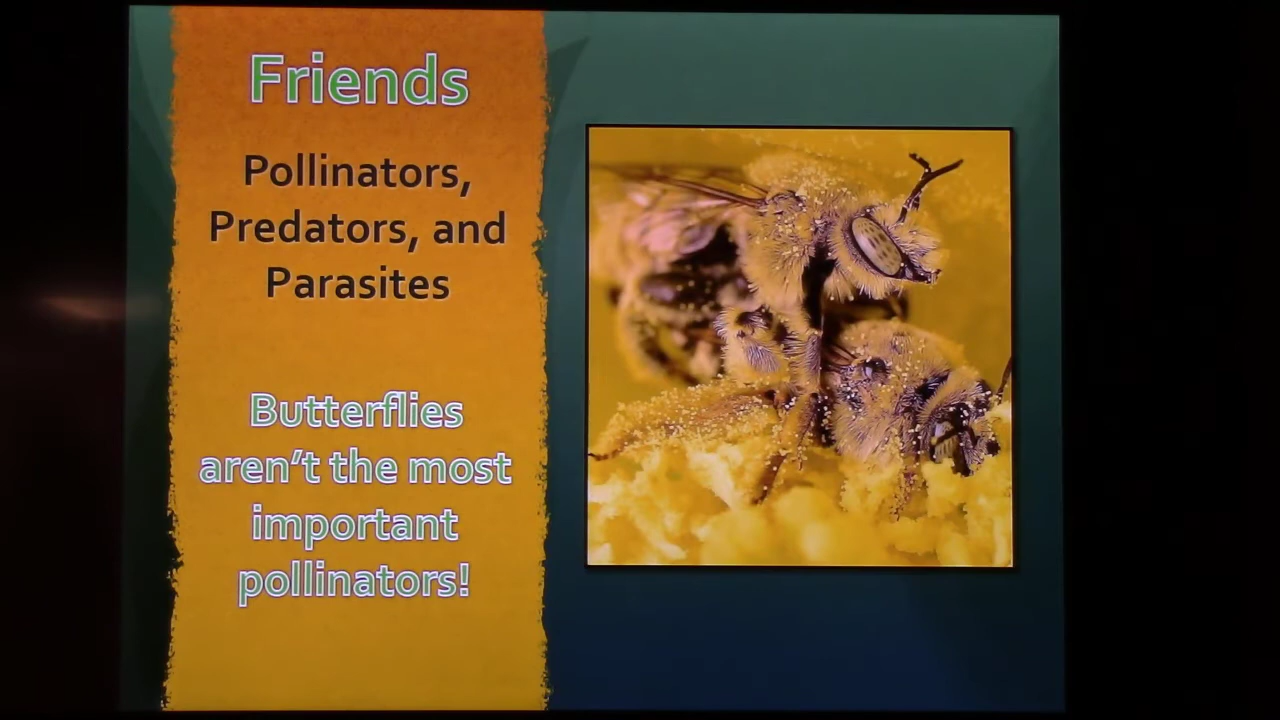 Friends
Pollinators,
Predators, and
Parasites
Butterflies
aren't the most
important
pollinators!